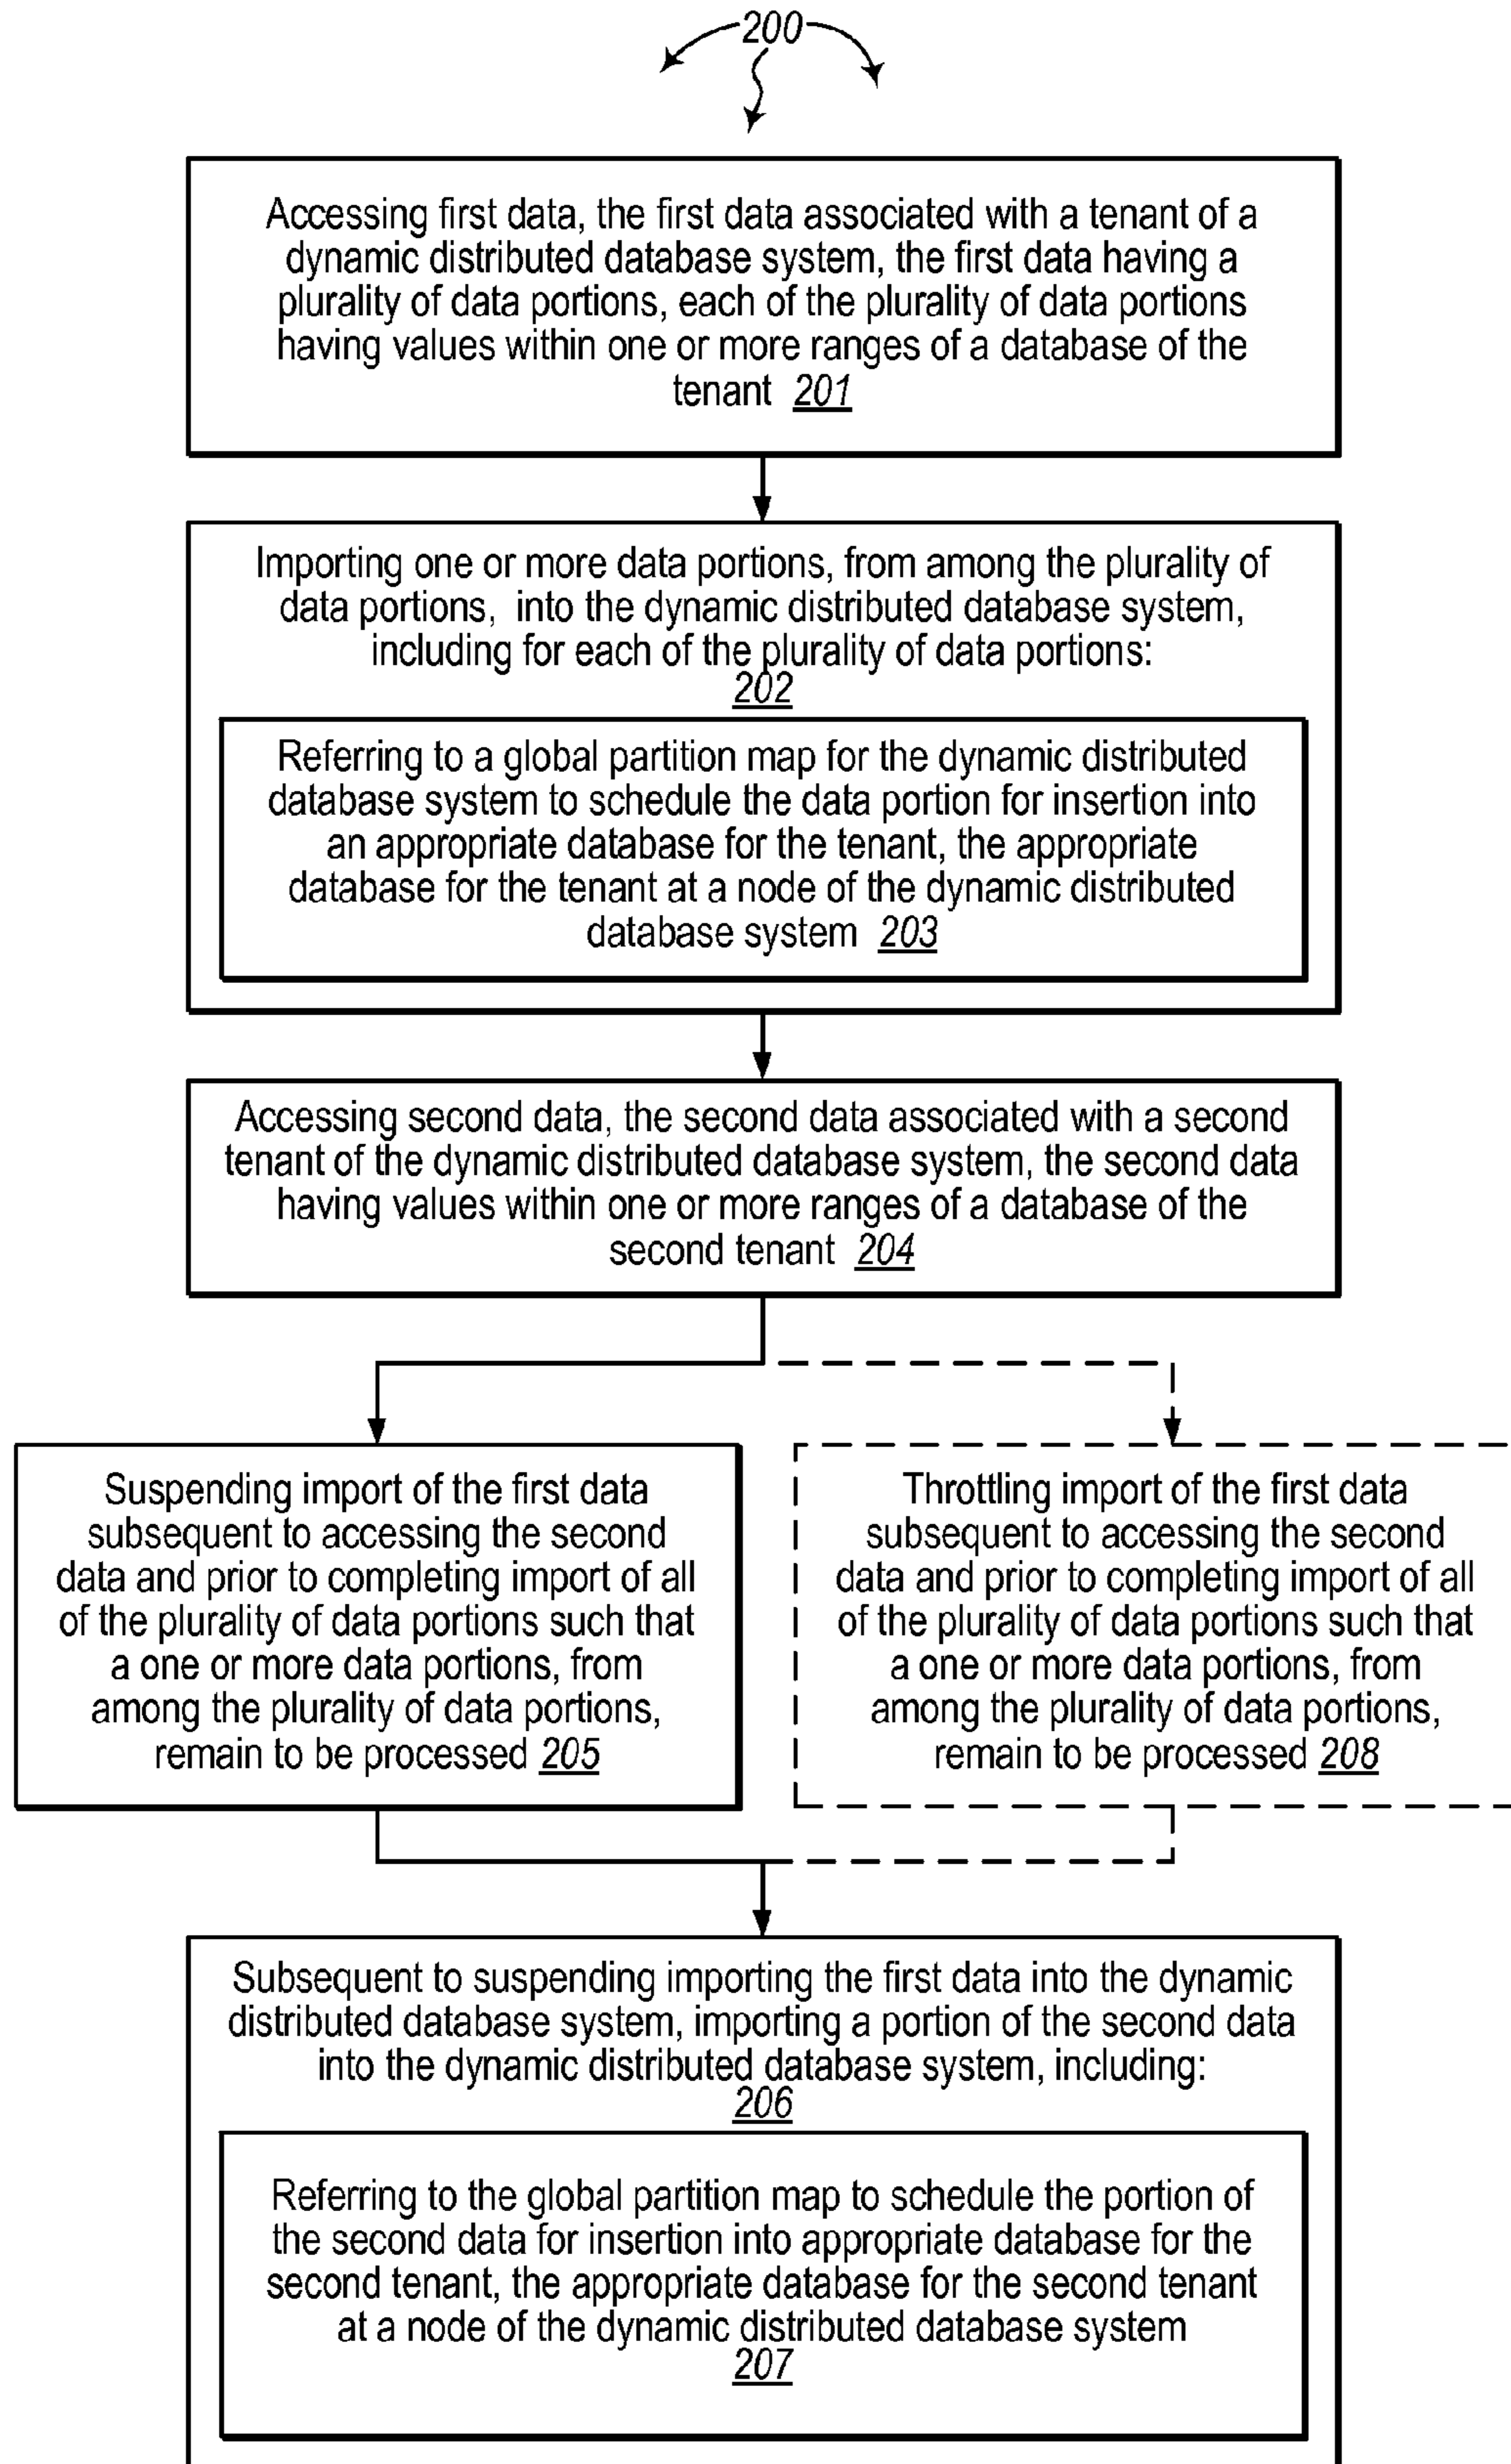 200
Accessing first data, the first data associated with a tenant of a
dynamic distributed database system, the first data having a
plurality of data portions, each of the plurality of data portions
having values within one or more ranges of a database of the
tenant 201
Importing one or more data portions, from among the plurality of
data portions, into the dynamic distributed database system,
including for each of the plurality of data portions:
202
Referring to a global partition map for the dynamic distributed
database system to schedule the data portion for insertion into
an appropriate database for the tenant, the appropriate
database for the tenant at a node of the dynamic distributed
database system 203
Accessing second data, the second data associated with a second
tenant of the dynamic distributed database system, the second data
having values within one or more ranges of a database of the
second tenant 204
Suspending import of the first data
subsequent to accessing the second
data and prior to completing import of all
of the plurality of data portions such that
a one or more data portions, from
among the plurality of data portions,
remain to be processed 205
Throttling import of the first data
subsequent to accessing the second
data and prior to completing import of all
of the plurality of data portions such that
a one or more data portions, from
among the plurality of data portions,
remain to be processed 208
Subsequent to suspending importing the first data into the dynamic
distributed database system, importing a portion of the second data
into the dynamic distributed database system, including:
206
Referring to the global partition map to schedule the portion of
the second data for insertion into appropriate database for the
second tenant, the appropriate database for the second tenant
at a node of the dynamic distributed database system
207